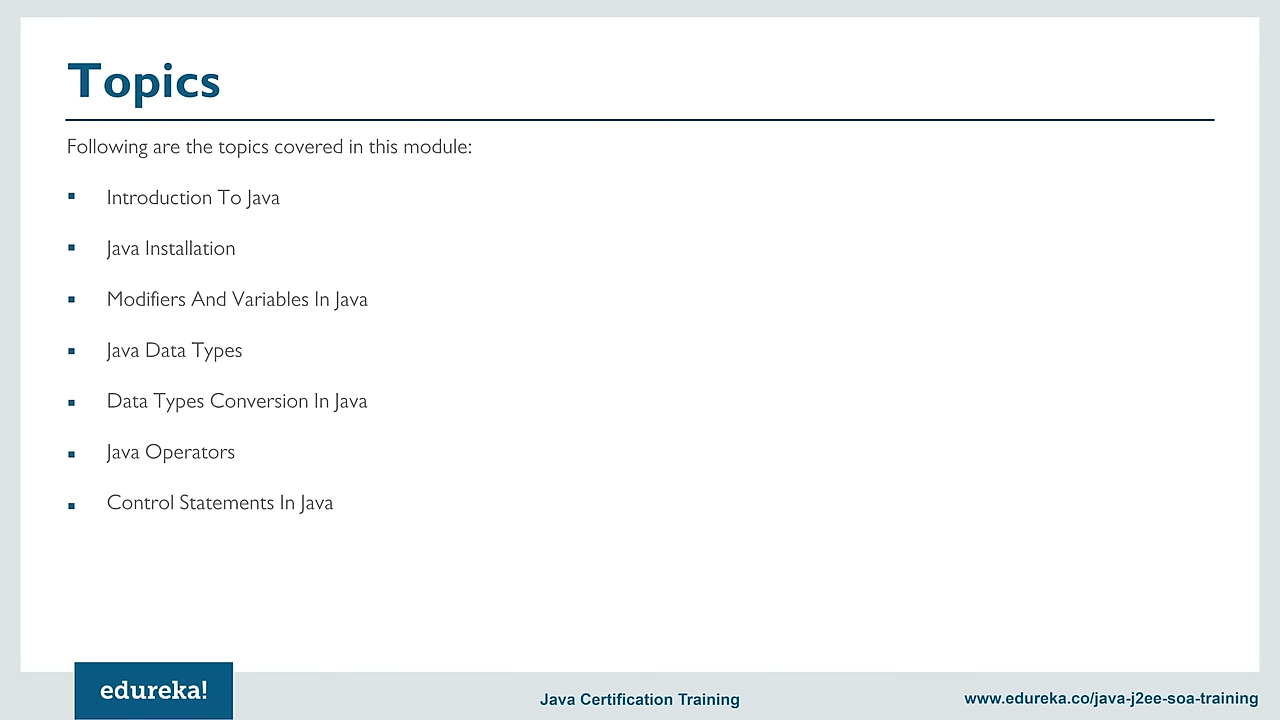 Topics
Following are the topics covered in this module:
Introduction To Java
Java Installation
Modifiers And Variables In Java
Java Data Types
Data Types Conversion In Java
Java Operators
Control Statements In Java
edureka!
Java Certification Training
www.edureka.co/java-j2ee-soa-training